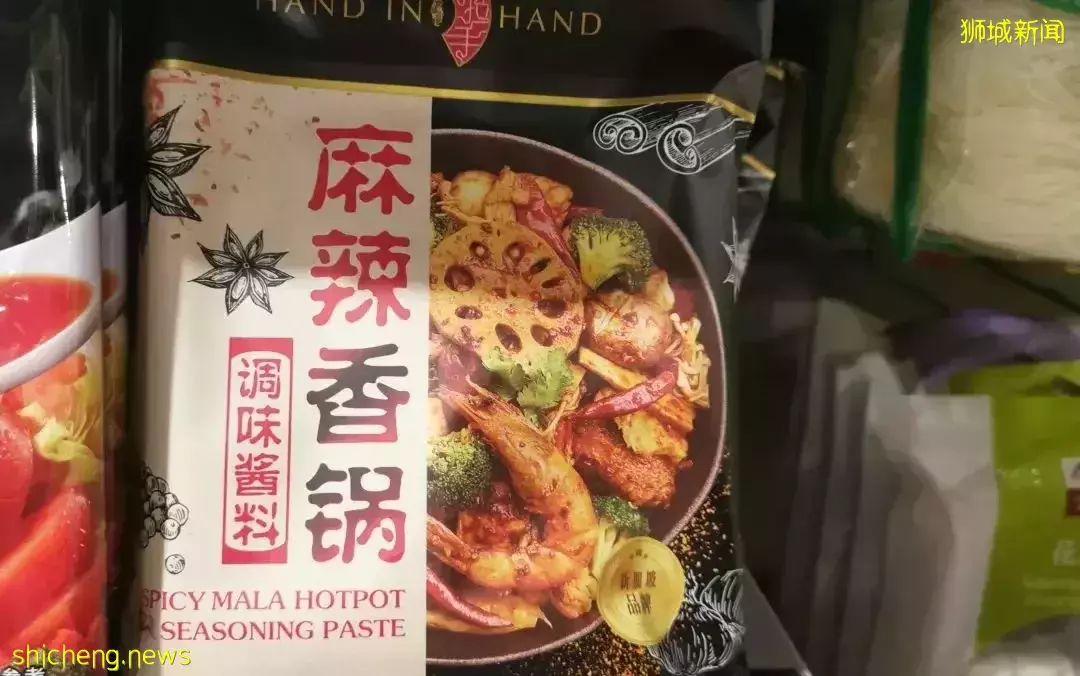 HAND IN HAND
狮城新闻
麻辣香锅
调味酱料
SPICY MALA HOTPOT
SEASONING PASTE
新加坡
品牌
shicheng.news